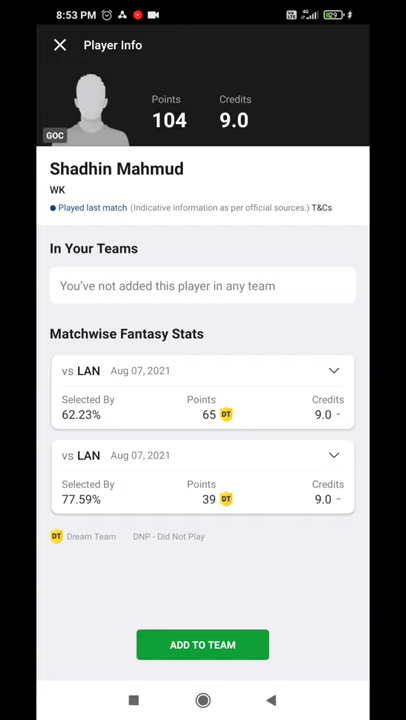 8:53 PM
Player Info
Points Credits
104 9.0
GOC
Shadhin Mahmud
WK
Played last match (Indicative information as per official sources.) T&Cs
In Your Teams
You've not added this player in any team
Matchwise Fantasy Stats
vs LAN Aug 07, 2021
Selected By Points Credits
62.23% 65 DT 9.0 -
vs LAN Aug 07, 2021
Selected By Points Credits
77.59% 39 DT 9.0 -
DT Dream Team DNP - Did Not Play
ADD TO TEAM